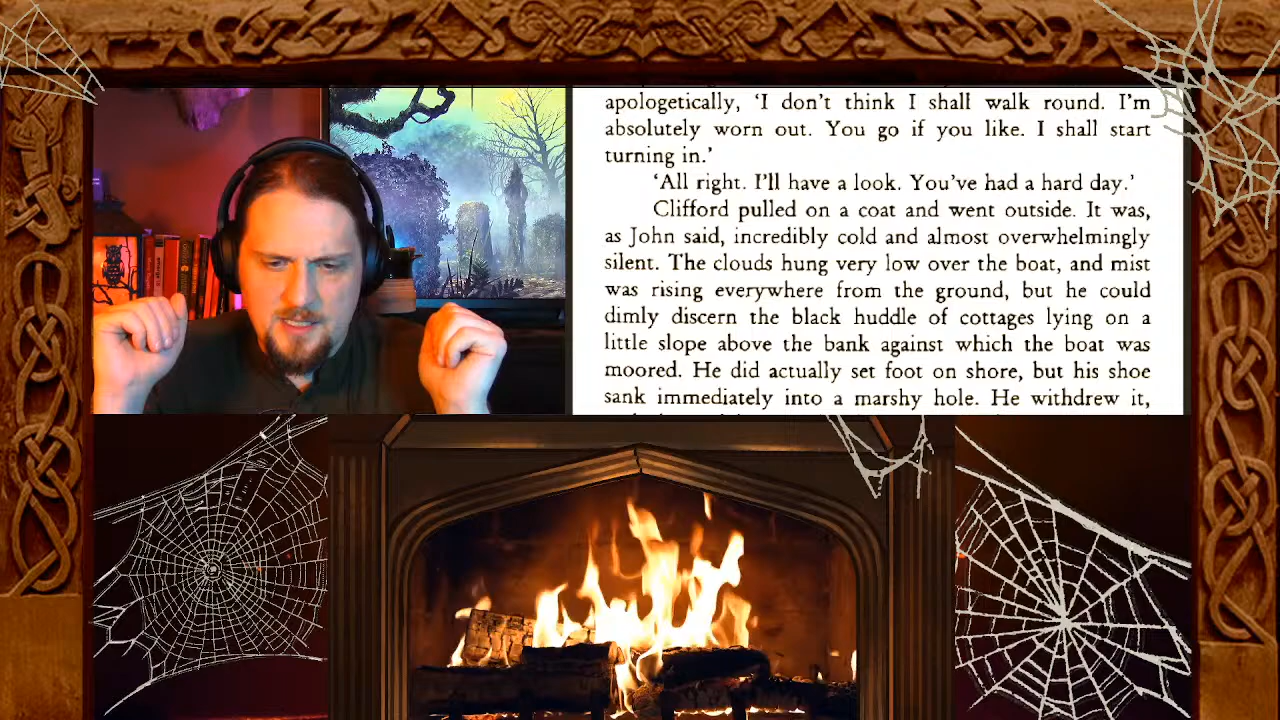 apologetically, ‘I don’t think I shall walk round. I’m
absolutely worn out. You go if you like. I shall start
turning in.’
‘All right. I’ll have a look. You’ve had a hard day.’
Clifford pulled on a coat and went outside. It was,
as John said, incredibly cold and almost overwhelmingly
silent. The clouds hung very low over the boat, and mist
was rising everywhere from the ground, but he could
dimly discern the black huddle of cottages lying on a
little slope above the bank against which the boat was
moored. He did actually set foot on shore, but his shoe
sank immediately into a marshy hole. He withdrew it,